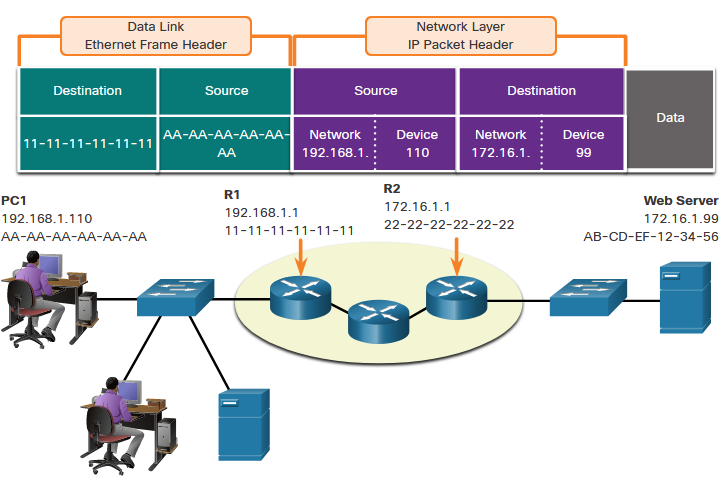 Data Link
Ethernet Frame Header
Network Layer
IP Packet Header
Destination
Source
Source
Destination
Data
11-11-11-11-11-11
AA-AA-AA-AA-AA-
AA
Network
192.168.1.
Device
110
Network
172.16.1.
Device
99
PC1
192.168.1.110
AA-AA-AA-AA-AA-AA
R1
192.168.1.1
11-11-11-11-11-11
R2
172.16.1.1
22-22-22-22-22-22
Web Server
172.16.1.99
AB-CD-EF-12-34-56